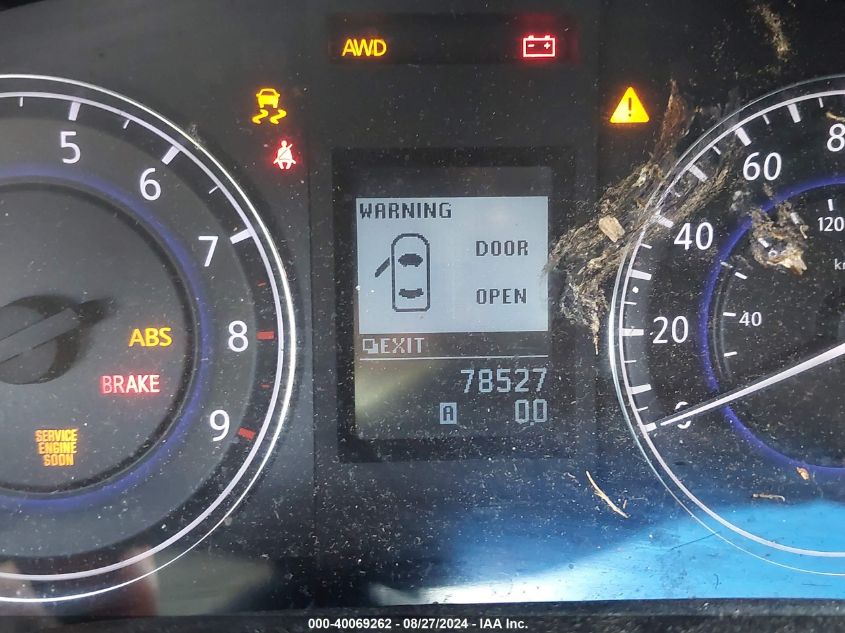 AWD
5
6
7
8
9
ABS
BRAKE
SERVICE
ENGINE
SOON
WARNING
DOOR
OPEN
EXIT
78527
A 00
0
20
40
60
40
120
000-40069262 - 08/27/2024 - IAA Inc.